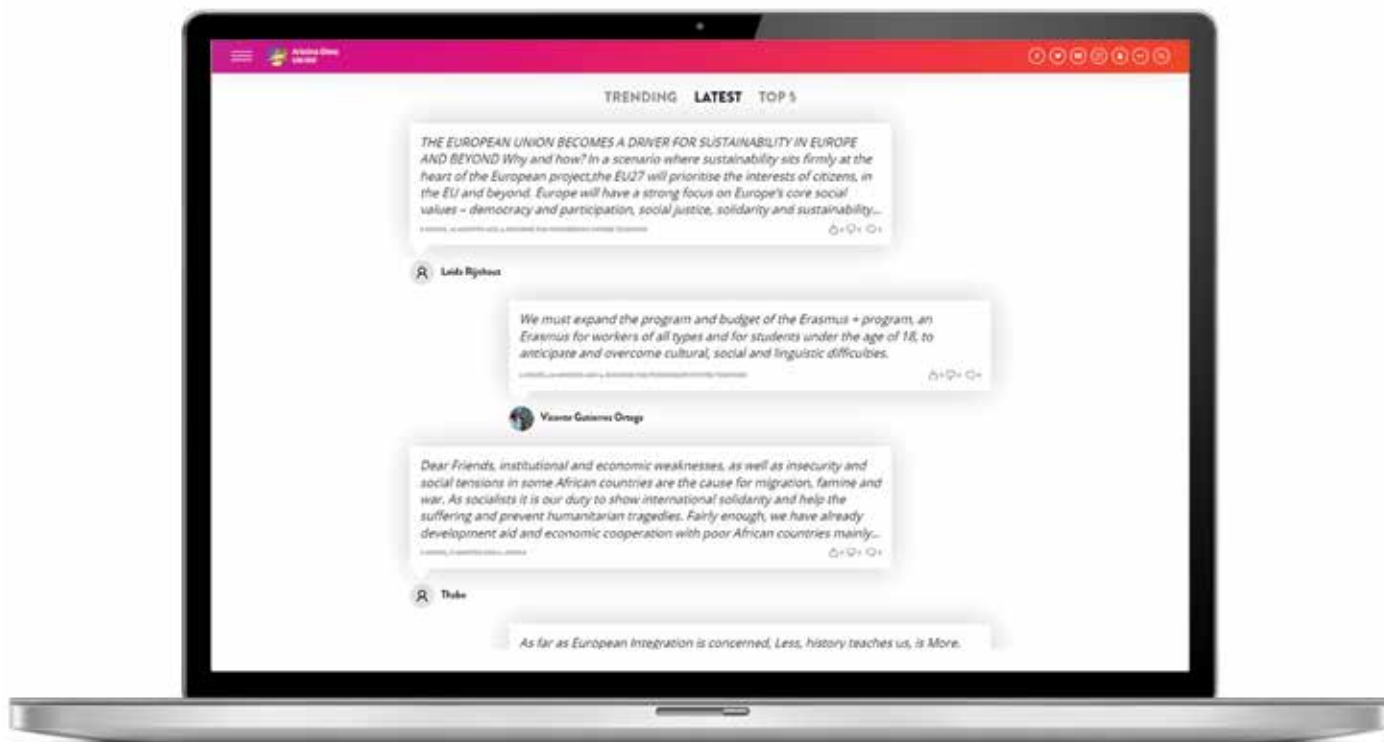 TRENDING LATEST TOP 5
THE EUROPEAN UNION BECOMES A DRIVER FOR SUSTAINABILITY IN EUROPE
AND BEYOND Why and how? In a scenario where sustainability sits firmly at the
heart of the European project,the EU27 will prioritise the interests of citizens, in
the EU and beyond. Europe will have a strong focus on Europe's core social
values – democracy and participation, social justice, solidarity and sustainability...
Leida Rijnhout
We must expand the program and budget of the Erasmus + program, an
Erasmus for workers of all types and for students under the age of 18, to
anticipate and overcome cultural, social and linguistic difficulties.
Vicente Gutierrez Ortega
Dear Friends, institutional and economic weaknesses, as well as insecurity and
social tensions in some African countries are the cause for migration, famine and
war. As socialists it is our duty to show international solidarity and help the
suffering and prevent humanitarian tragedies. Fairly enough, we have already
development aid and economic cooperation with poor African countries mainly...
Thabo
As far as European Integration is concerned, Less, history teaches us, is More.